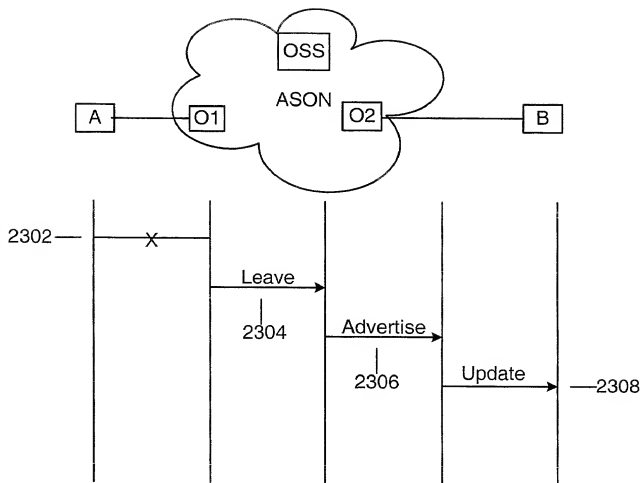 OSS
ASON
A
O1
O2
B
2302
X
Leave
2304
Advertise
2306
Update
2308